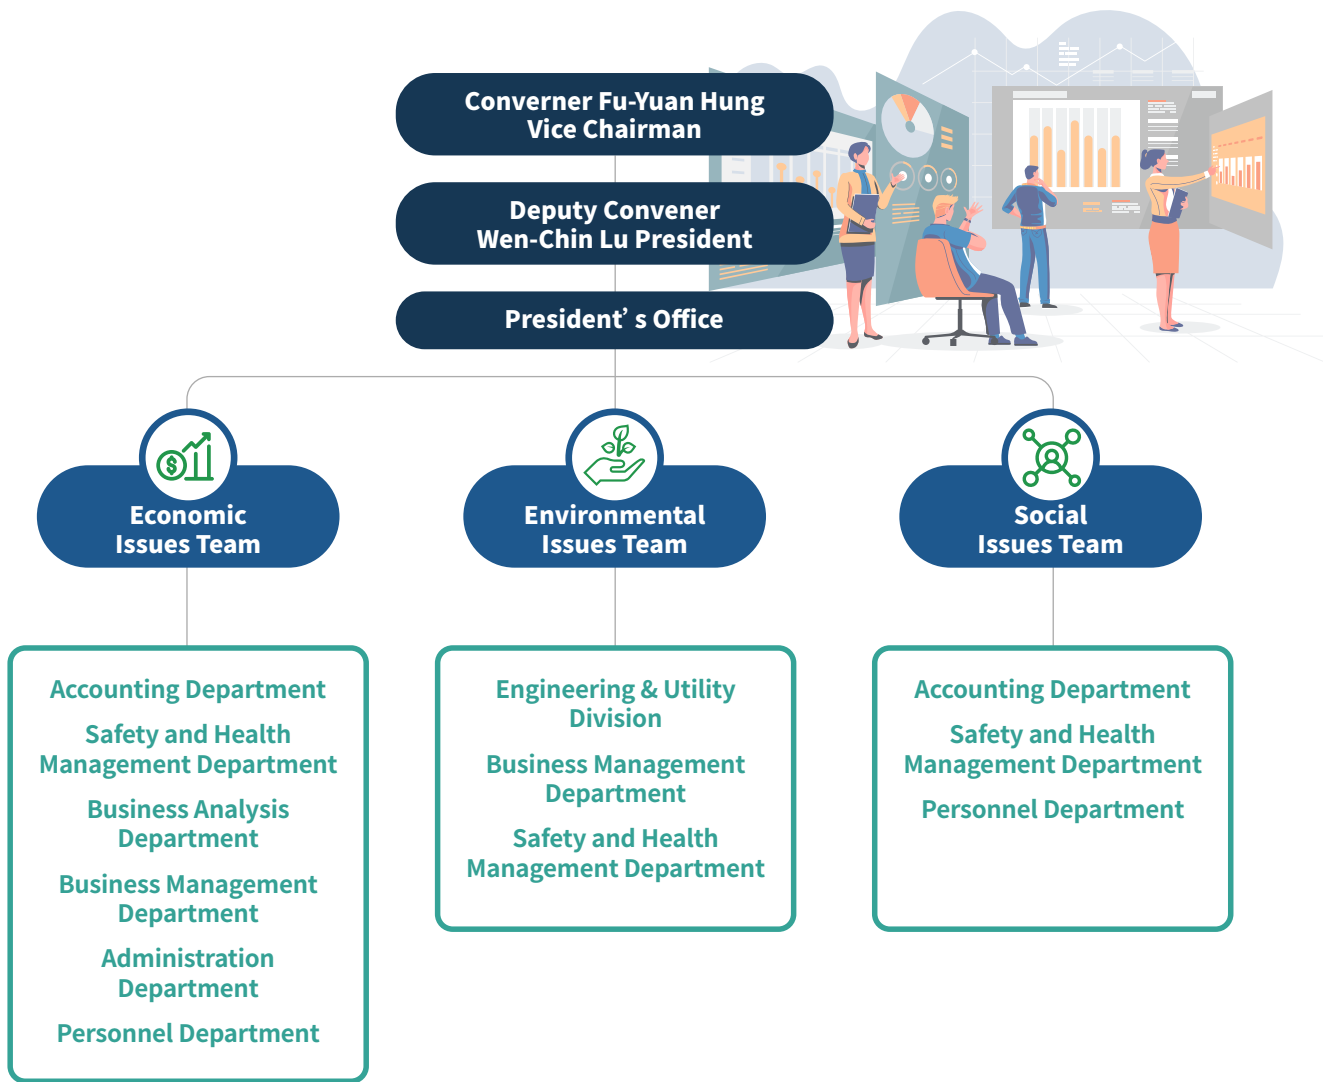 Converner Fu-Yuan Hung
Vice Chairman
Deputy Convener
Wen-Chin Lu President
President’ s Office
Economic
Issues Team
Environmental
Issues Team
Social
Issues Team
Accounting Department
Safety and Health
Management Department
Business Analysis
Department
Business Management
Department
Administration
Department
Personnel Department
Engineering & Utility
Division
Business Management
Department
Safety and Health
Management Department
Accounting Department
Safety and Health
Management Department
Personnel Department